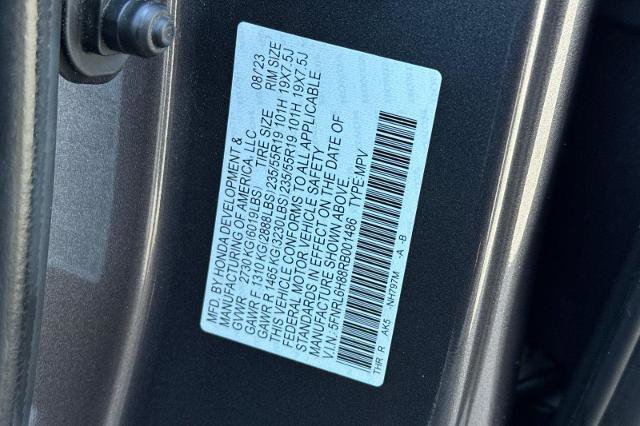 MFD. BY HONDA DEVELOPMENT &
MANUFACTURING OF AMERICA, LLC 08/23
GVWR 2730 KG(6019LBS) TIRE SIZE RIM SIZE
GAWR F 1310 KG(2888LBS)235/55R19 101H 19X7.5J
GAWR R 1465 KG(3230LBS)235/55R19 101H 19X7.5J
THIS VEHICLE CONFORMS TO ALL APPLICABLE
FEDERAL MOTOR VEHICLE SAFETY
STANDARDS IN EFFECT ON THE DATE OF
MANUFACTURE SHOWN ABOVE.
V.I.N. 5FNRL6H88RB001486 TYPE:MPV
THR R AK5 NH797M -A -B